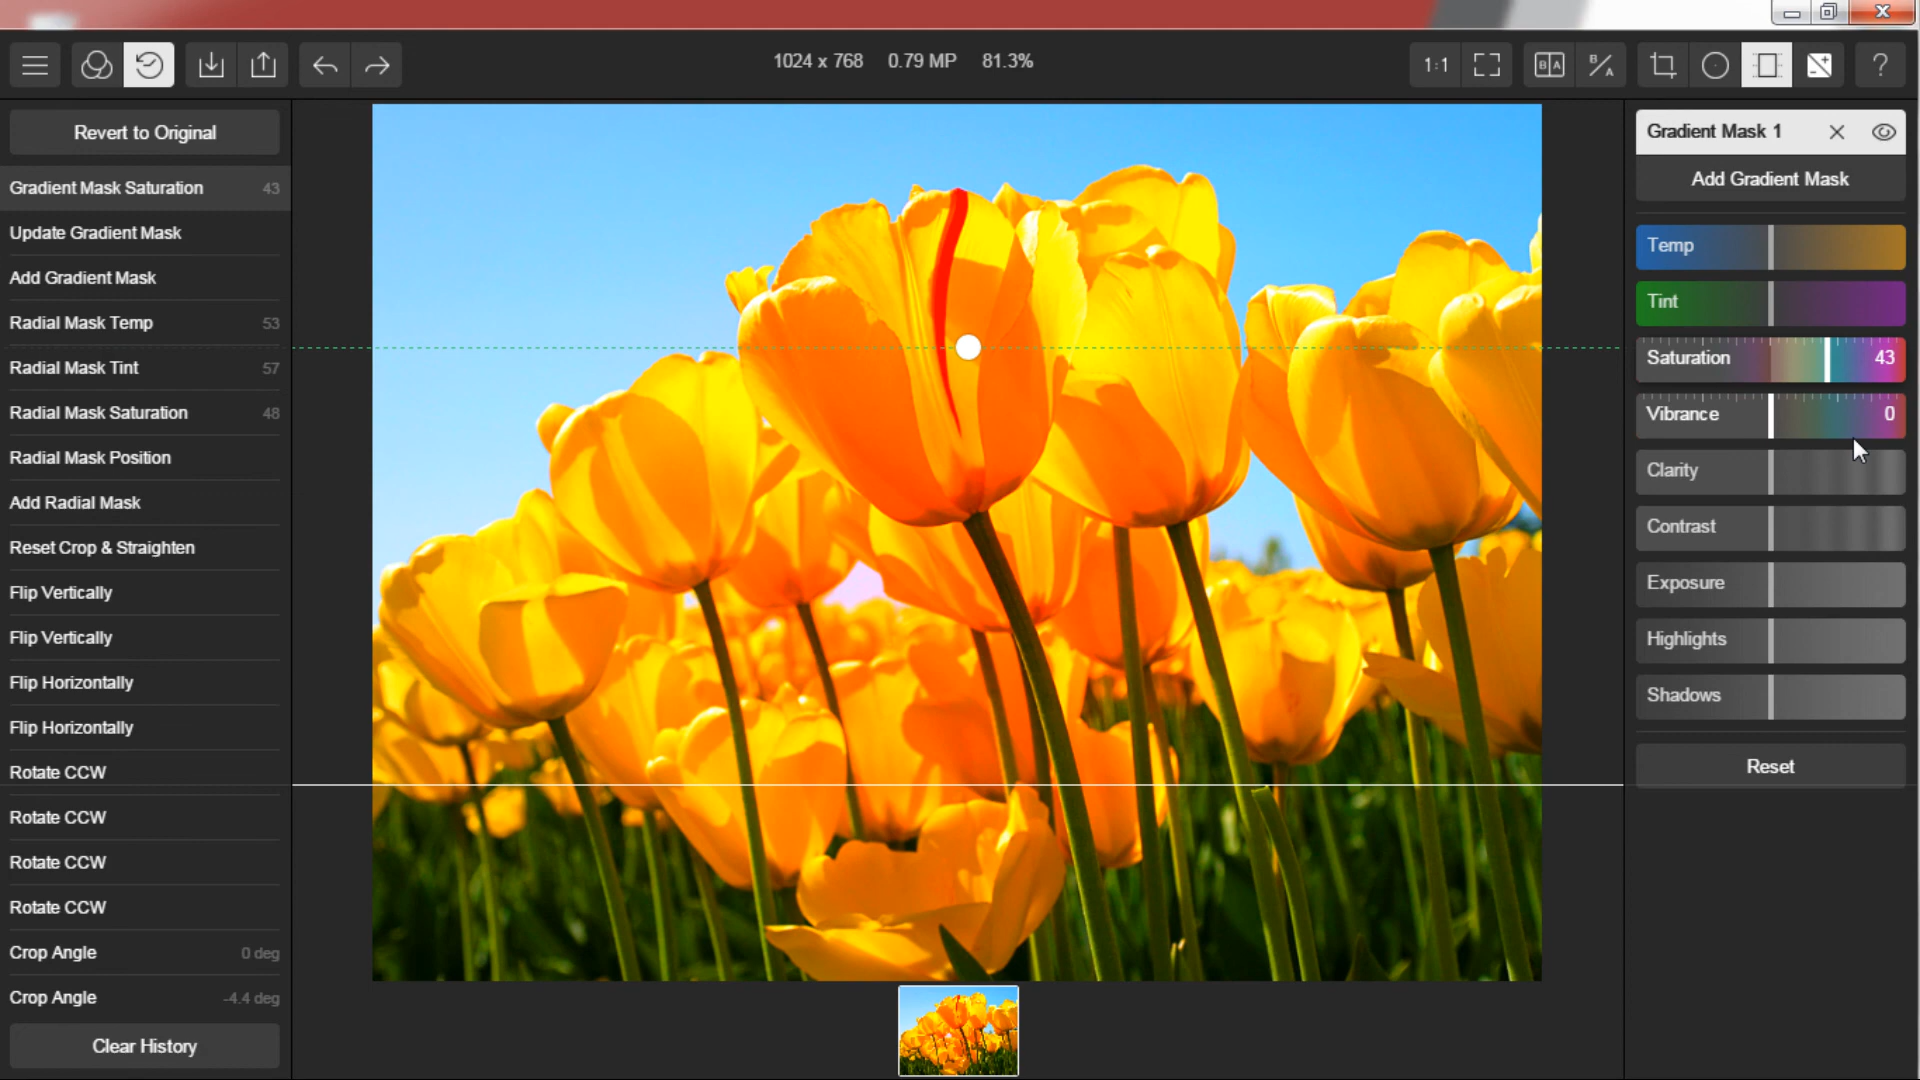 1024 x 768 0.79 MP 81.3%
1:1
B A
B/A
?
Revert to Original
Gradient Mask Saturation 43
Update Gradient Mask
Add Gradient Mask
Radial Mask Temp 53
Radial Mask Tint 57
Radial Mask Saturation 48
Radial Mask Position
Add Radial Mask
Reset Crop & Straighten
Flip Vertically
Flip Vertically
Flip Horizontally
Flip Horizontally
Rotate CCW
Rotate CCW
Rotate CCW
Rotate CCW
Crop Angle 0 deg
Crop Angle -4.4 deg
Clear History
Gradient Mask 1
Add Gradient Mask
Temp
Tint
Saturation 43
Vibrance 0
Clarity
Contrast
Exposure
Highlights
Shadows
Reset